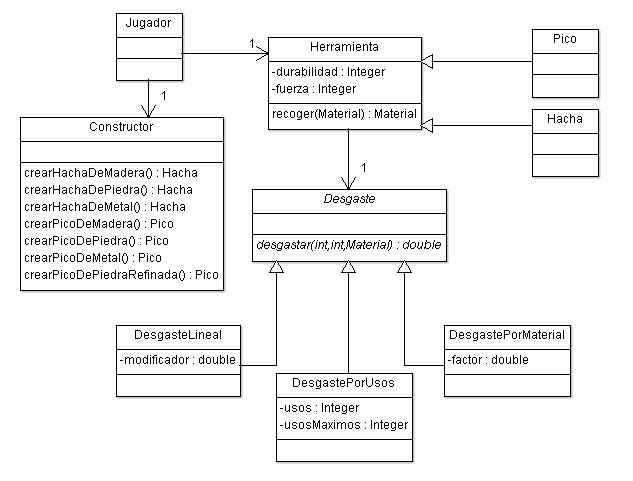 Jugador
1
Herramienta
-durabilidad : Integer
-fuerza : Integer
recoger(Material) : Material
Pico
Hacha
1
Constructor
crearHachaDeMadera() : Hacha
crearHachaDePiedra() : Hacha
crearHachaDeMetal() : Hacha
crearPicoDeMadera() : Pico
crearPicoDePiedra() : Pico
crearPicoDeMetal() : Pico
crearPicoDePiedraRefinada() : Pico
1
Desgaste
desgastar(int,int,Material) : double
DesgasteLineal
-modificador : double
DesgastePorUsos
-usos : Integer
-usosMaximos : Integer
DesgastePorMaterial
-factor : double